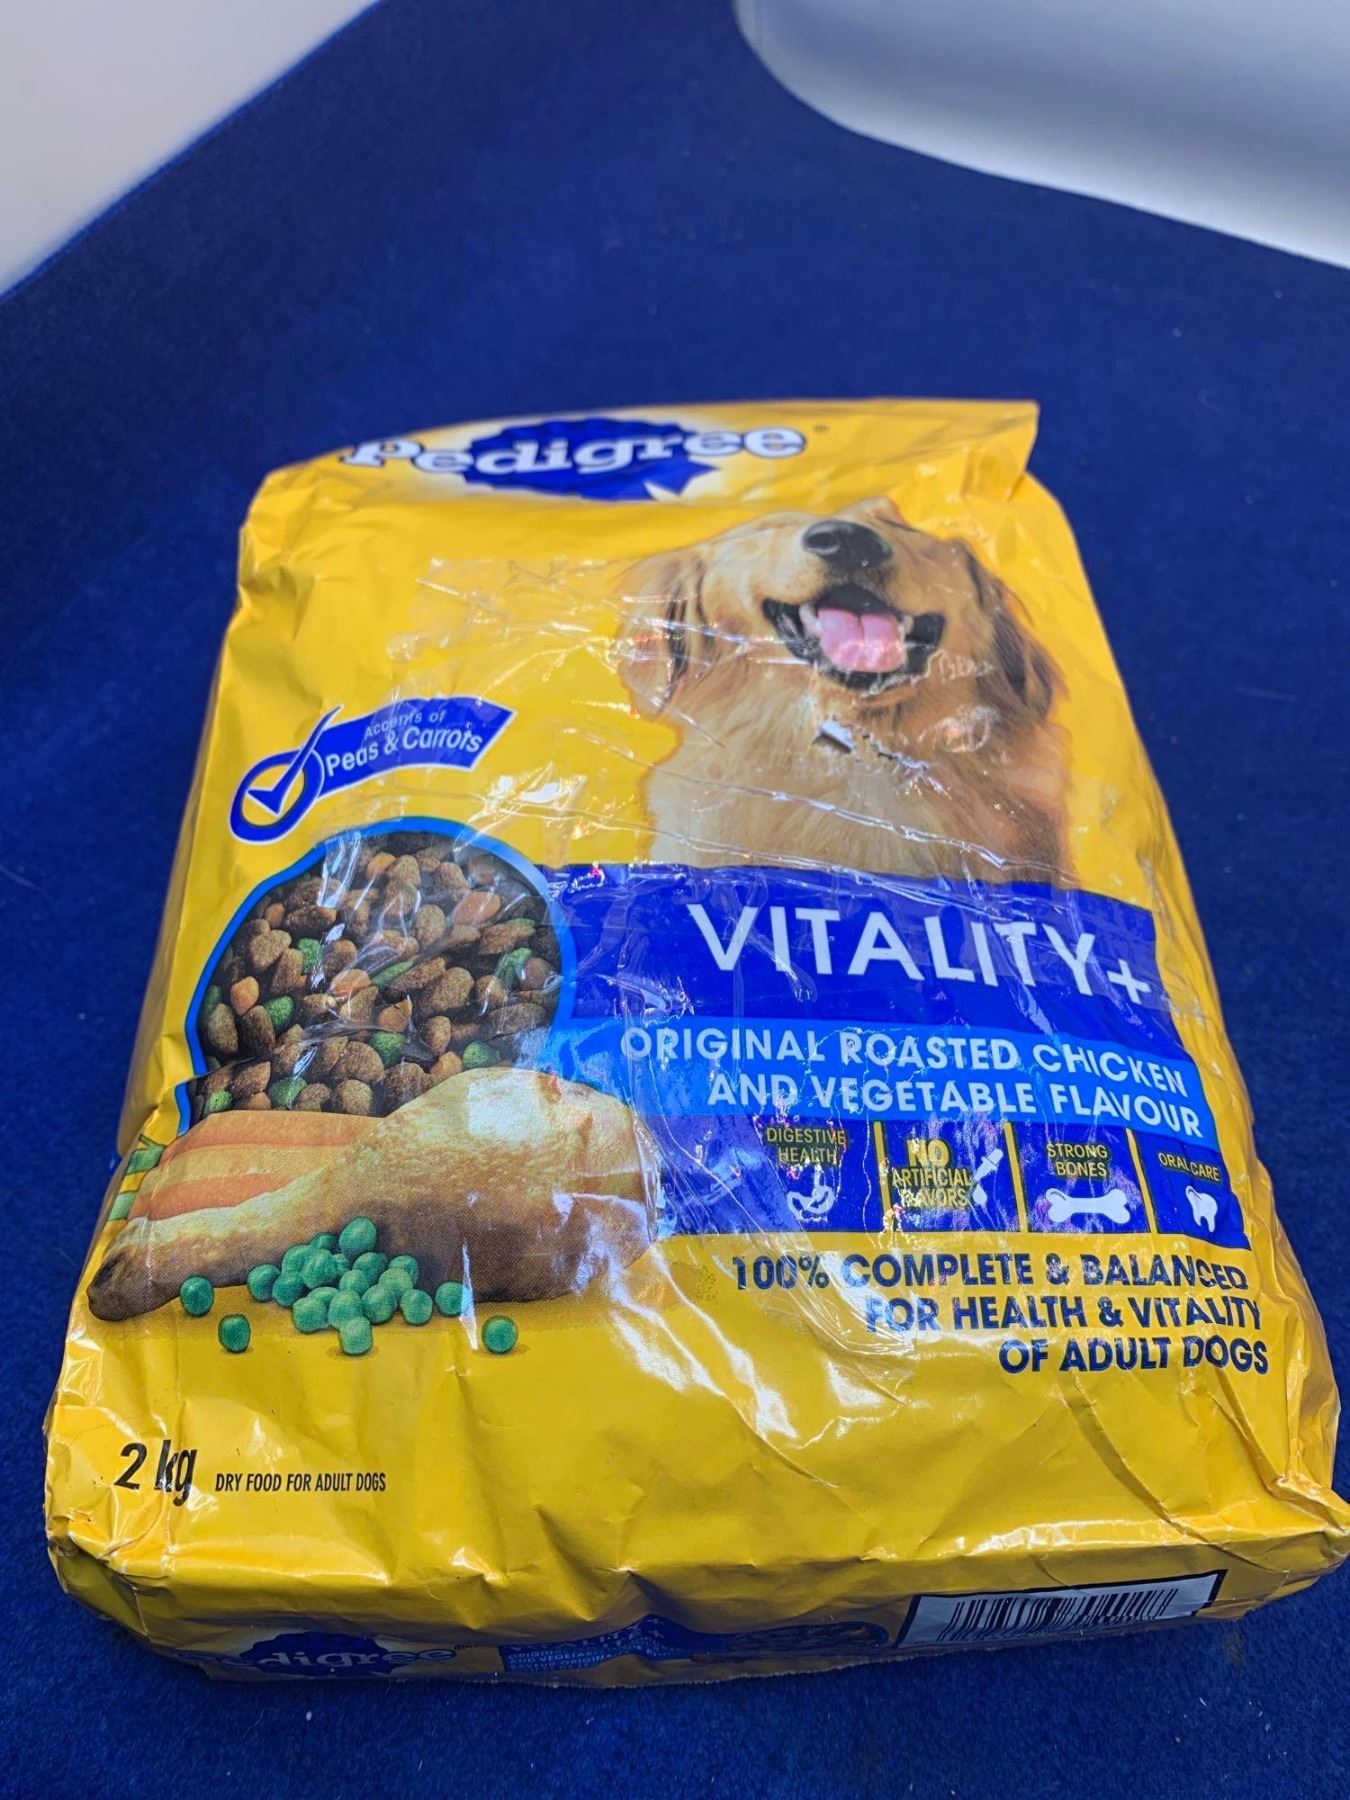 Pedigree®
Accents of
Peas & Carrots
VITALITY+
ORIGINAL ROASTED CHICKEN
AND VEGETABLE FLAVOUR
DIGESTIVE
HEALTH
NO
ARTIFICIAL
FLAVORS
STRONG
BONES
ORAL CARE
100% COMPLETE & BALANCED
FOR HEALTH & VITALITY
OF ADULT DOGS
2 kg
DRY FOOD FOR ADULT DOGS
Pedigree
VITALITY+